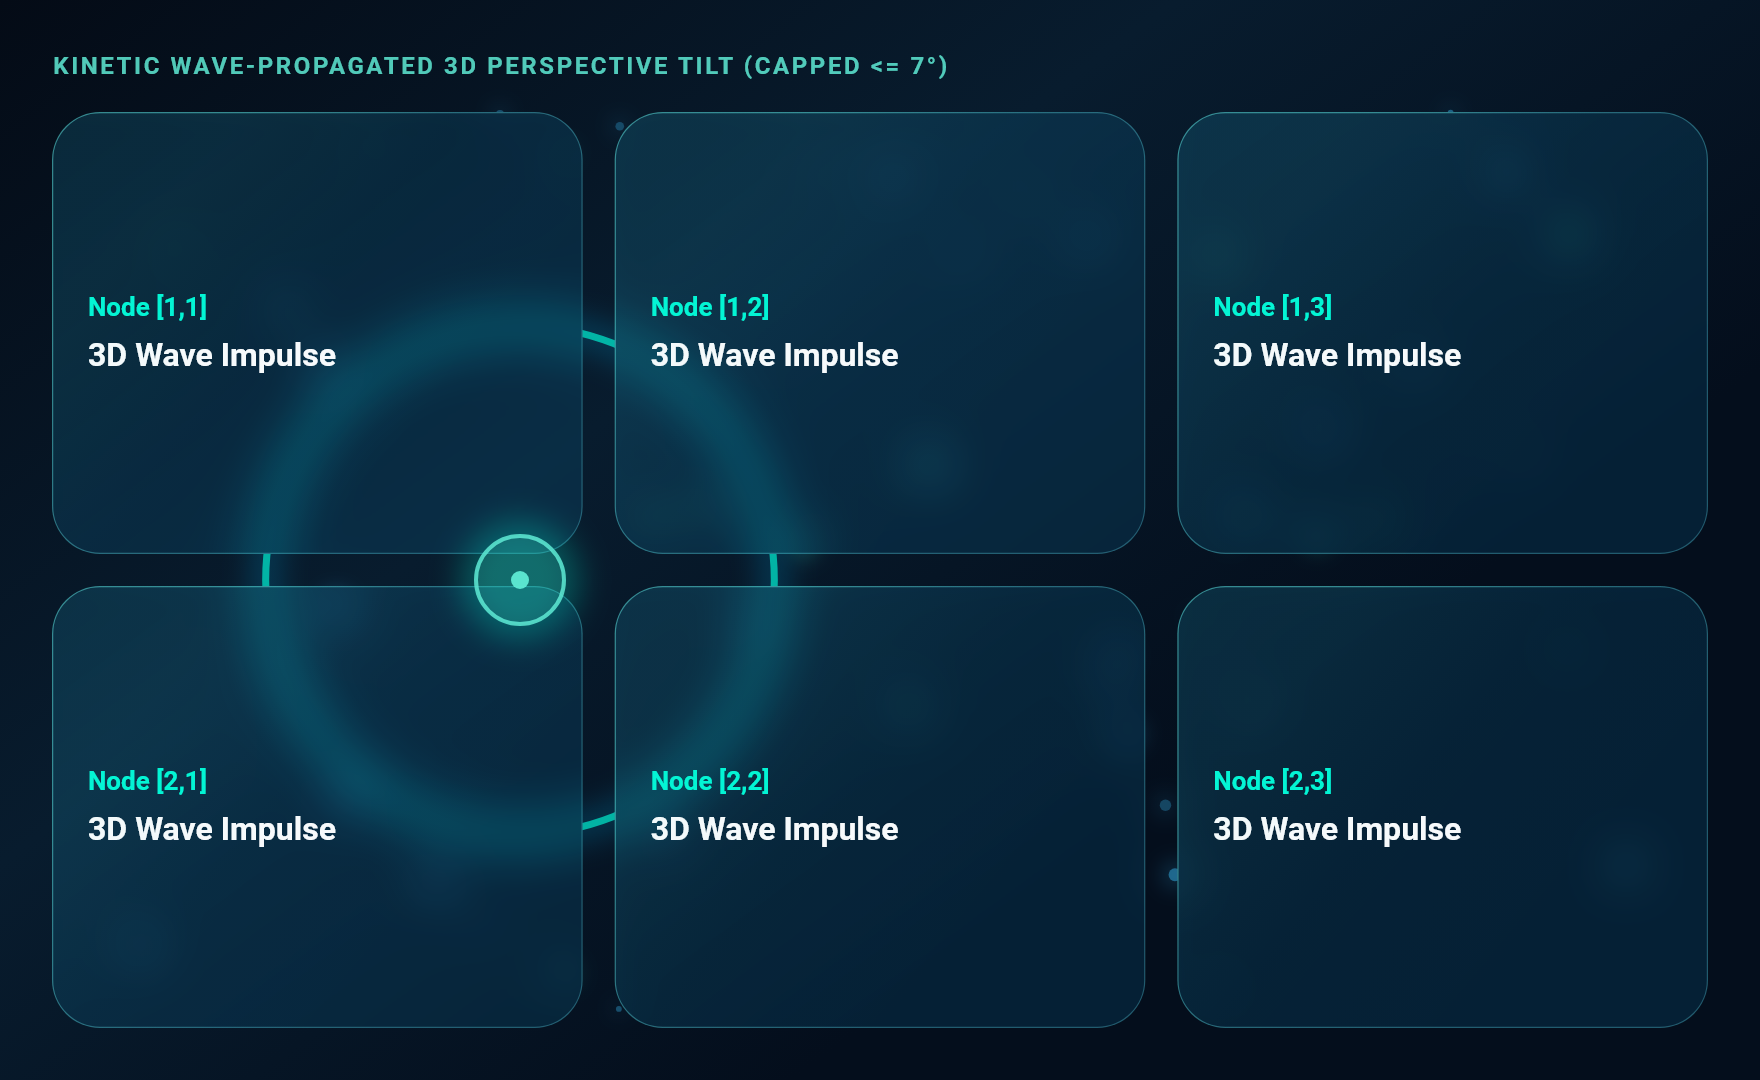 KINETIC WAVE-PROPAGATED 3D PERSPECTIVE TILT (CAPPED <= 7°)
Node [1,1]
3D Wave Impulse
Node [1,2]
3D Wave Impulse
Node [1,3]
3D Wave Impulse
Node [2,1]
3D Wave Impulse
Node [2,2]
3D Wave Impulse
Node [2,3]
3D Wave Impulse